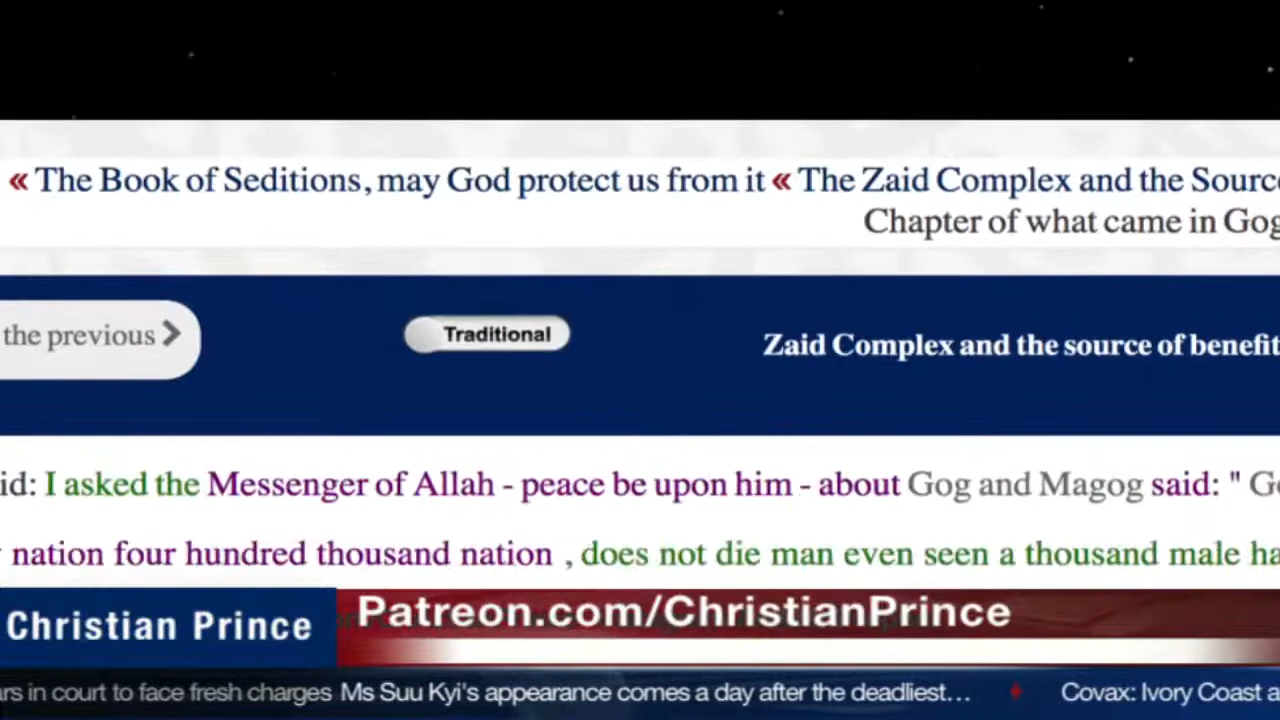 « The Book of Seditions, may God protect us from it « The Zaid Complex and the Source
Chapter of what came in Gog
the previous
Traditional
Zaid Complex and the source of benefit
id: I asked the Messenger of Allah - peace be upon him - about Gog and Magog said: " G
nation four hundred thousand nation , does not die man even seen a thousand male ha
Christian Prince
Patreon.com/ChristianPrince
rs in court to face fresh charges Ms Suu Kyi's appearance comes a day after the deadliest… Covax: Ivory Coast a